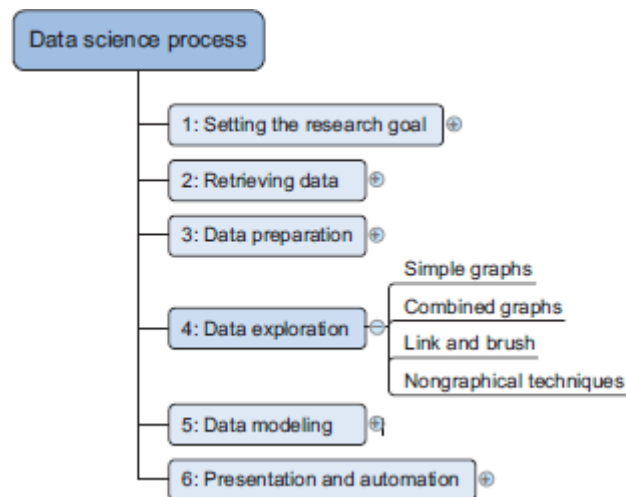 Data science process
1: Setting the research goal
2: Retrieving data
3: Data preparation
Simple graphs
Combined graphs
4: Data exploration
Link and brush
Nongraphical techniques
5: Data modeling
6: Presentation and automation